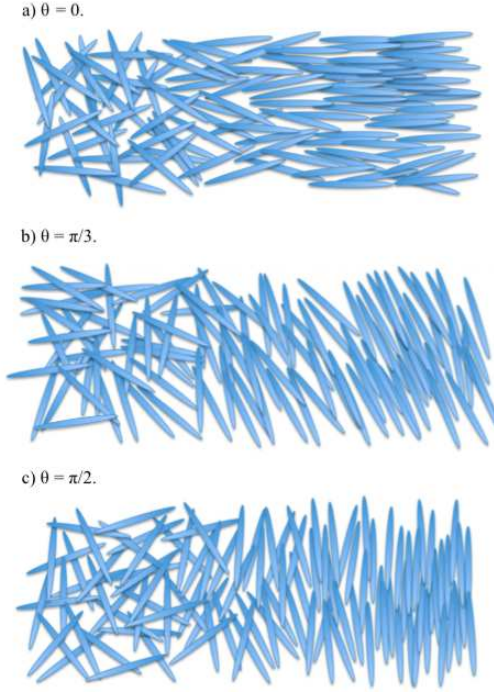 a) θ = 0.
b) θ = π/3.
c) θ = π/2.